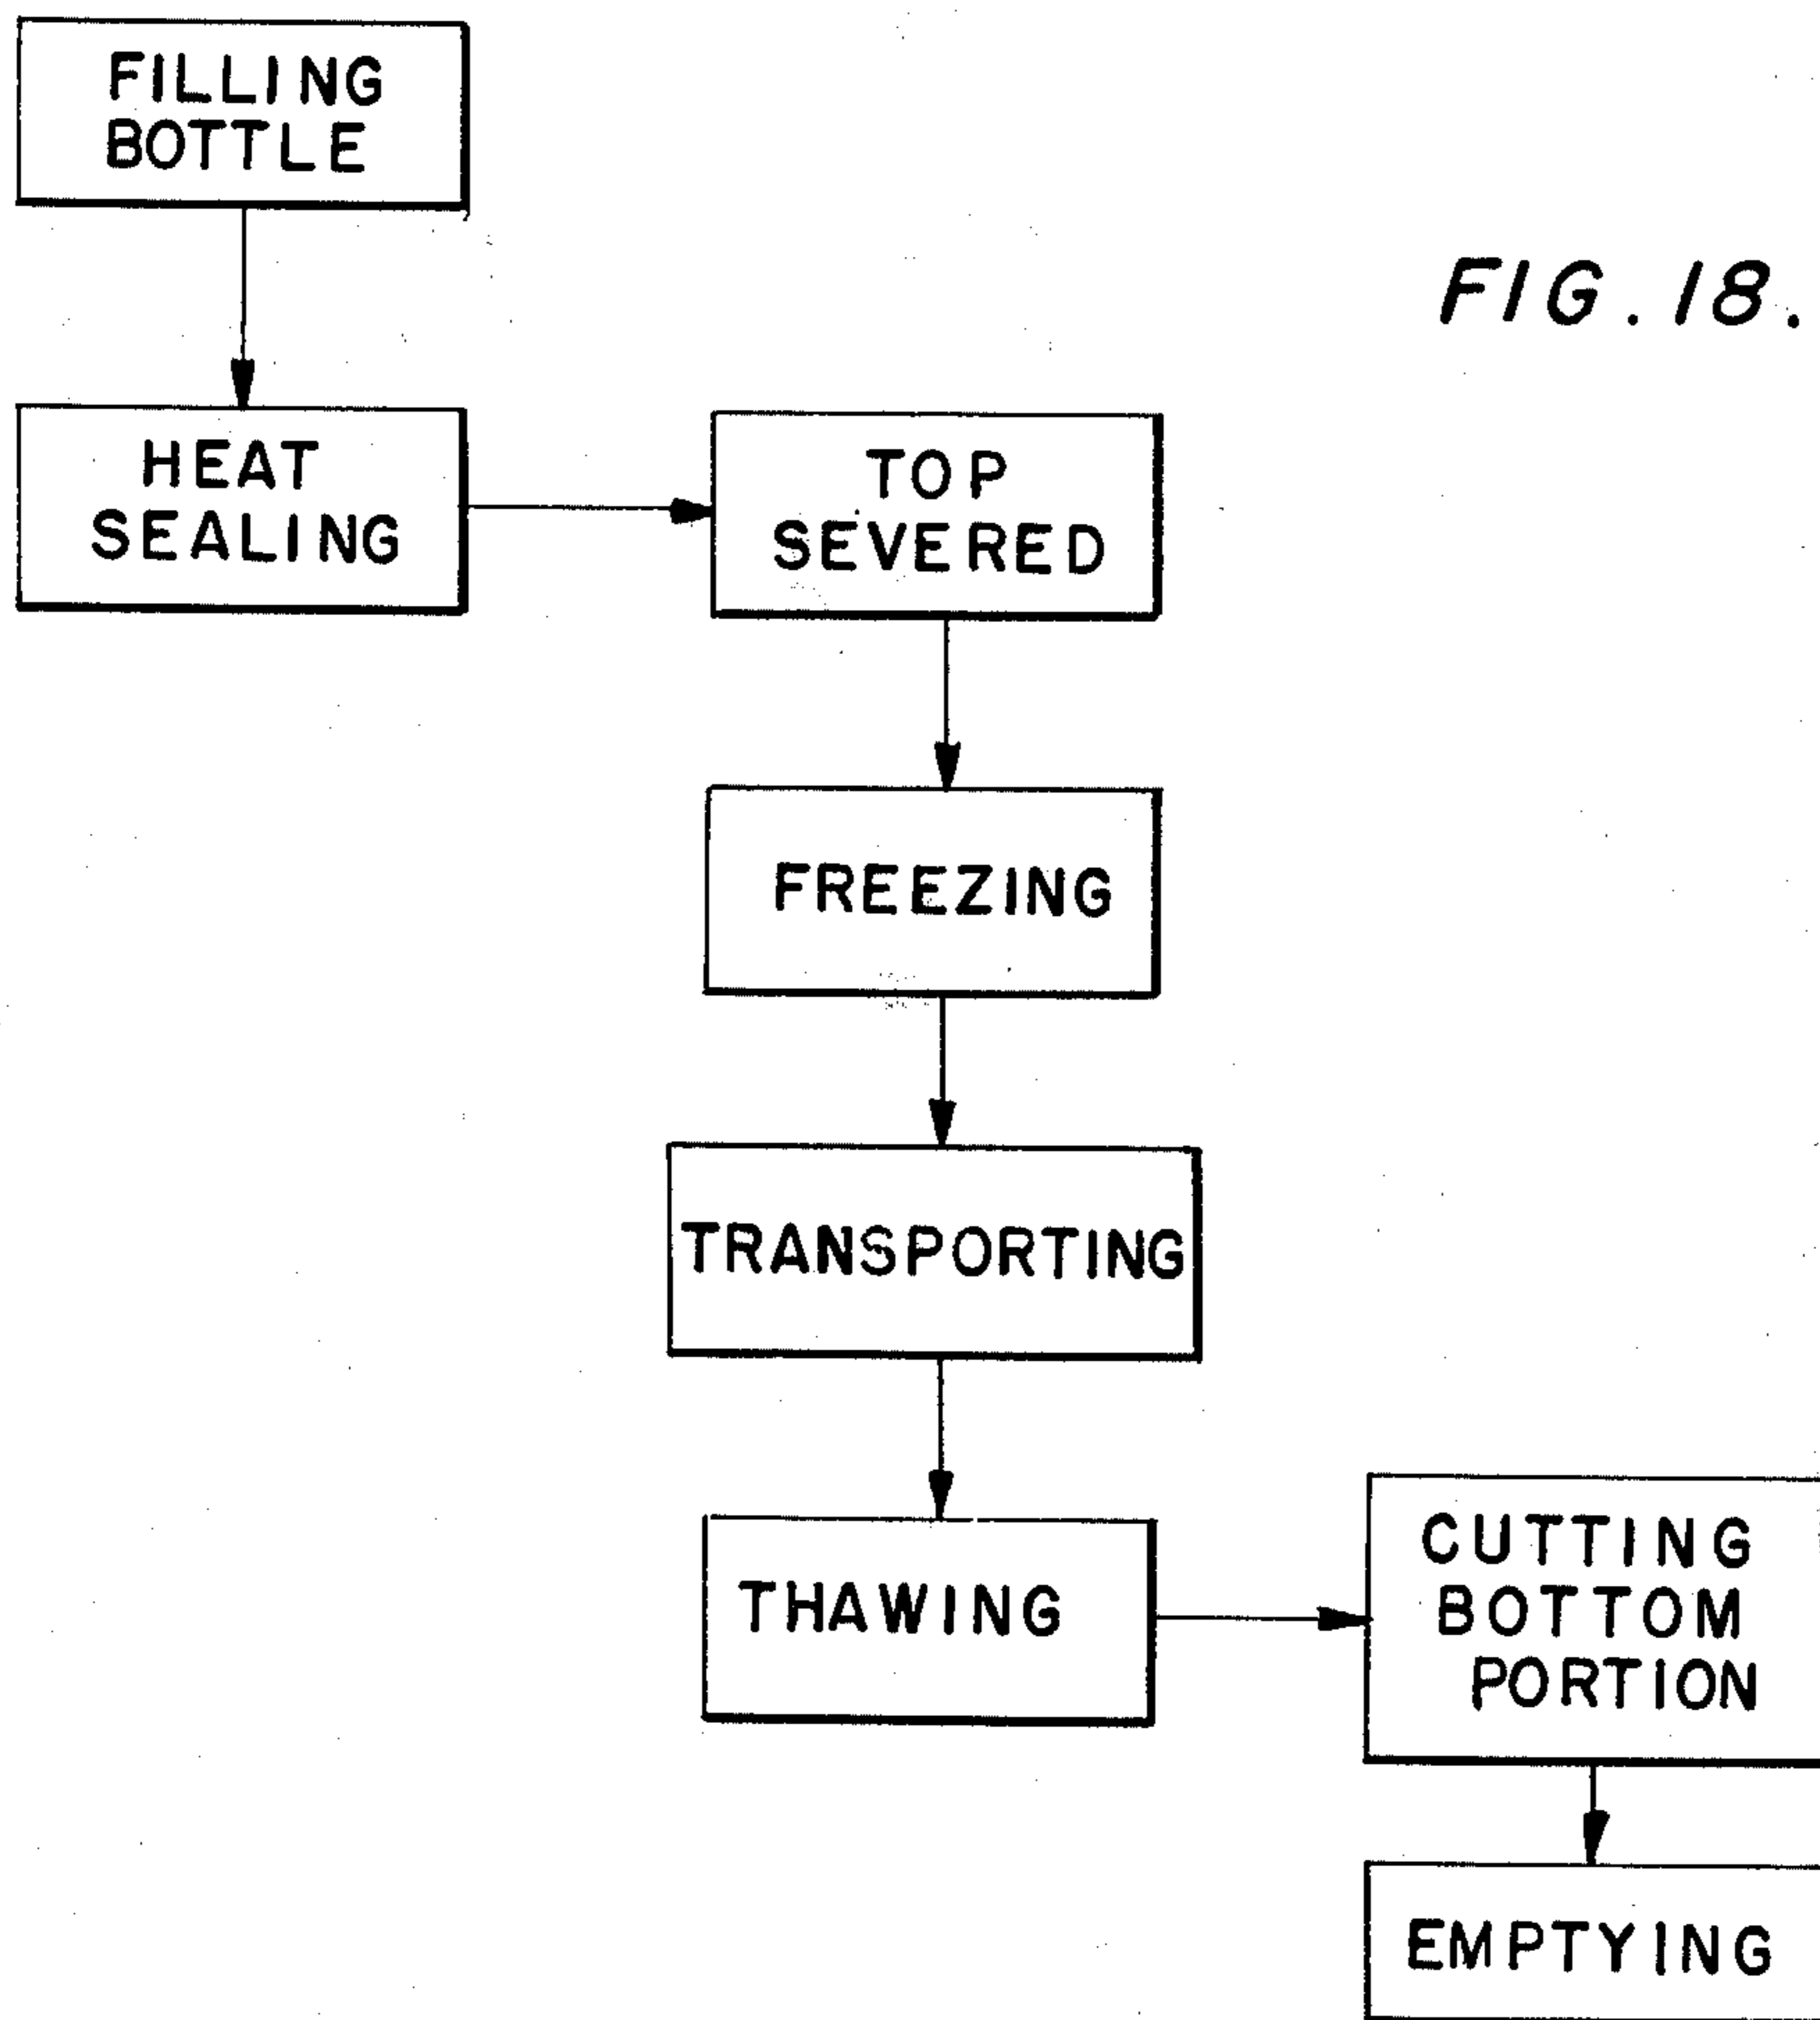 FILLING
BOTTLE
FIG. 18.
HEAT
SEALING
TOP
SEVERED
FREEZING
TRANSPORTING
THAWING
CUTTING
BOTTOM
PORTION
EMPTYING